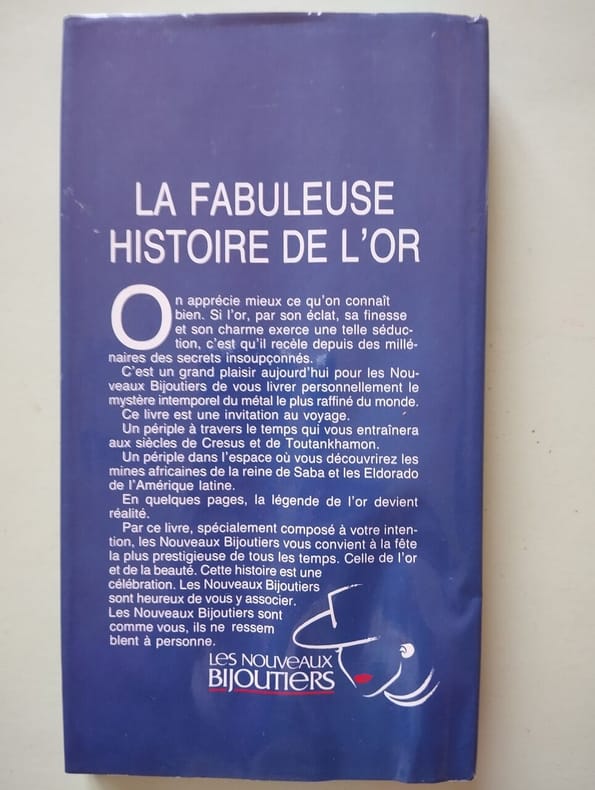 LA FABULEUSE
HISTOIRE DE L'OR
On apprécie mieux ce qu'on connaît
bien. Si l'or, par son éclat, sa finesse
et son charme exerce une telle séduc-
tion, c'est qu'il recèle depuis des millé-
naires des secrets insoupçonnés.
C'est un grand plaisir aujourd'hui pour les Nou-
veaux Bijoutiers de vous livrer personnellement le
mystère intemporel du métal le plus raffiné du monde.
Ce livre est une invitation au voyage.
Un périple à travers le temps qui vous entraînera
aux siècles de Cresus et de Toutankhamon.
Un périple dans l'espace où vous découvrirez les
mines africaines de la reine de Saba et les Eldorado
de l'Amérique latine.
En quelques pages, la légende de l'or devient
réalité.
Par ce livre, spécialement composé à votre inten-
tion, les Nouveaux Bijoutiers vous convient à la fête
la plus prestigieuse de tous les temps. Celle de l'or
et de la beauté. Cette histoire est une
célébration. Les Nouveaux Bijoutiers
sont heureux de vous y associer.
Les Nouveaux Bijoutiers sont
comme vous, ils ne ressem
blent à personne.
LES NOUVEAUX
BIJOUTIERS